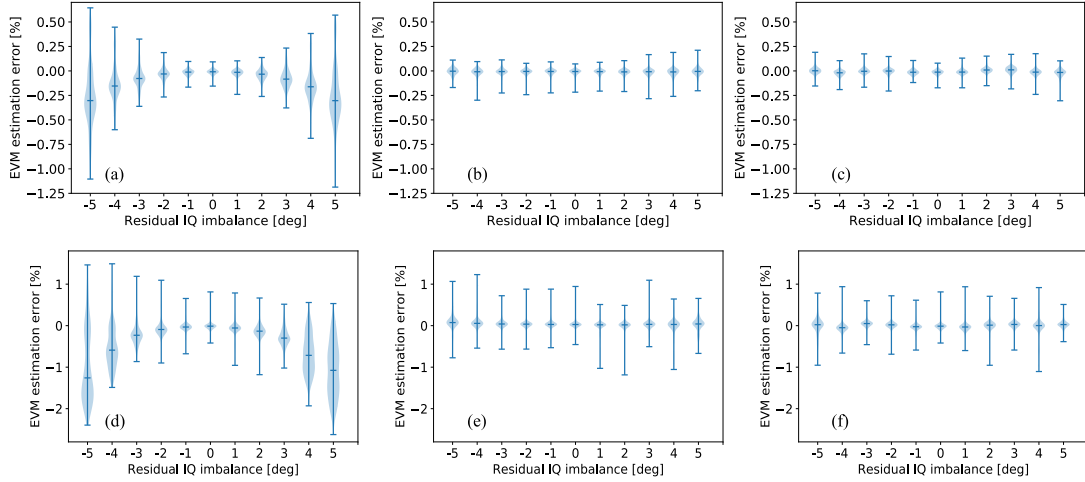 EVM estimation error [%]
0.50
0.25
0.00
−0.25
−0.50
−0.75
−1.00
−1.25
(a)
-5 -4 -3 -2 -1 0 1 2 3 4 5
Residual IQ imbalance [deg]
EVM estimation error [%]
0.50
0.25
0.00
−0.25
−0.50
−0.75
−1.00
−1.25
(b)
-5 -4 -3 -2 -1 0 1 2 3 4 5
Residual IQ imbalance [deg]
EVM estimation error [%]
0.50
0.25
0.00
−0.25
−0.50
−0.75
−1.00
−1.25
(c)
-5 -4 -3 -2 -1 0 1 2 3 4 5
Residual IQ imbalance [deg]
EVM estimation error [%]
1
0
−1
−2
(d)
-5 -4 -3 -2 -1 0 1 2 3 4 5
Residual IQ imbalance [deg]
EVM estimation error [%]
1
0
−1
−2
(e)
-5 -4 -3 -2 -1 0 1 2 3 4 5
Residual IQ imbalance [deg]
EVM estimation error [%]
1
0
−1
−2
(f)
-5 -4 -3 -2 -1 0 1 2 3 4 5
Residual IQ imbalance [deg]